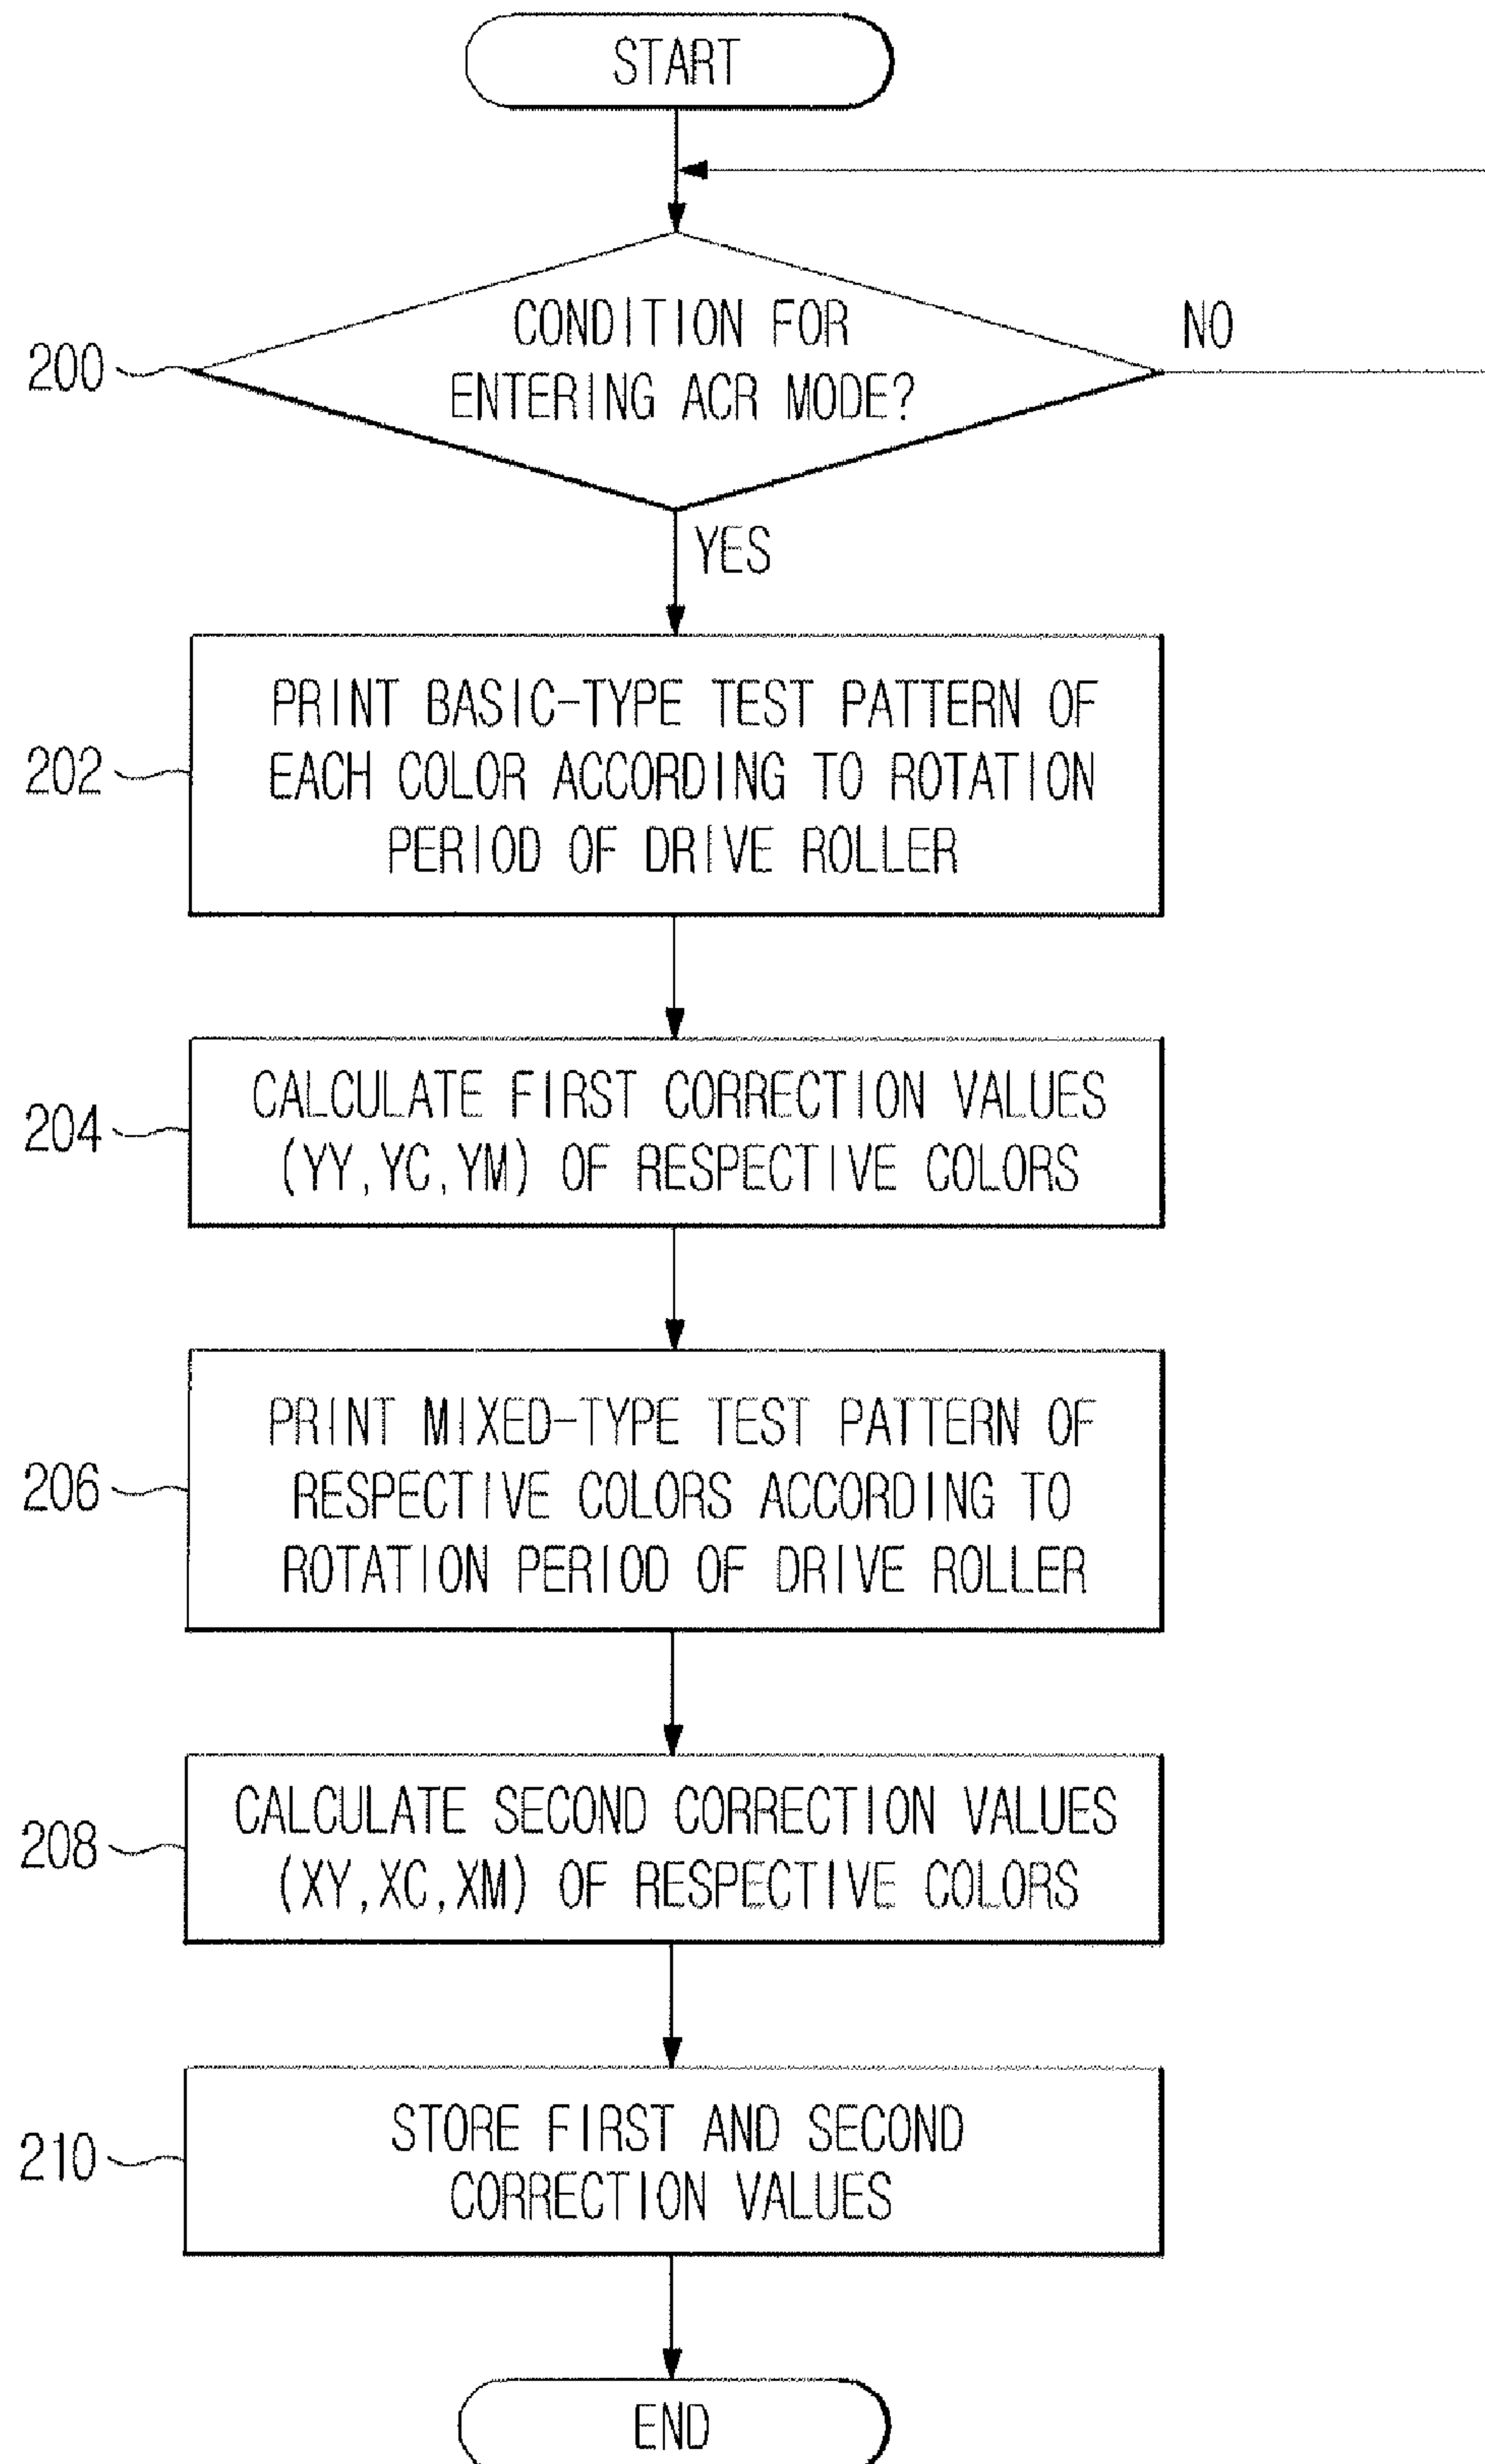 START
CONDITION FOR
ENTERING ACR MODE?
NO
200
YES
PRINT BASIC-TYPE TEST PATTERN OF
EACH COLOR ACCORDING TO ROTATION
PERIOD OF DRIVE ROLLER
202
CALCULATE FIRST CORRECTION VALUES
(YY,YC,YM) OF RESPECTIVE COLORS
204
PRINT MIXED-TYPE TEST PATTERN OF
RESPECTIVE COLORS ACCORDING TO
ROTATION PERIOD OF DRIVE ROLLER
206
CALCULATE SECOND CORRECTION VALUES
(XY,XC,XM) OF RESPECTIVE COLORS
208
STORE FIRST AND SECOND
CORRECTION VALUES
210
END